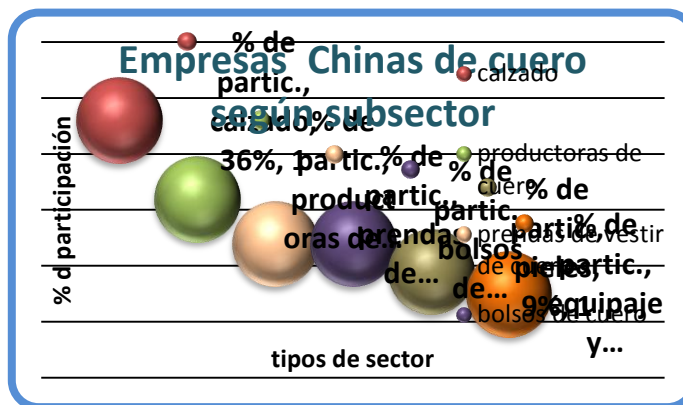 Empresas Chinas de cuero
según subsector
% d participación
% de
partic.,
calzado,
36%, 1
% de
partic.,
product
oras de…
% de
partic.,
prendas
de…
% de
partic.,
bolsos
de…
% de
partic.,
pieles,
9%, 1
% de
partic.,
equipaje
y…
calzado
productoras de
cuero
prendas de vestir
de cuero
bolsos de cuero
tipos de sector